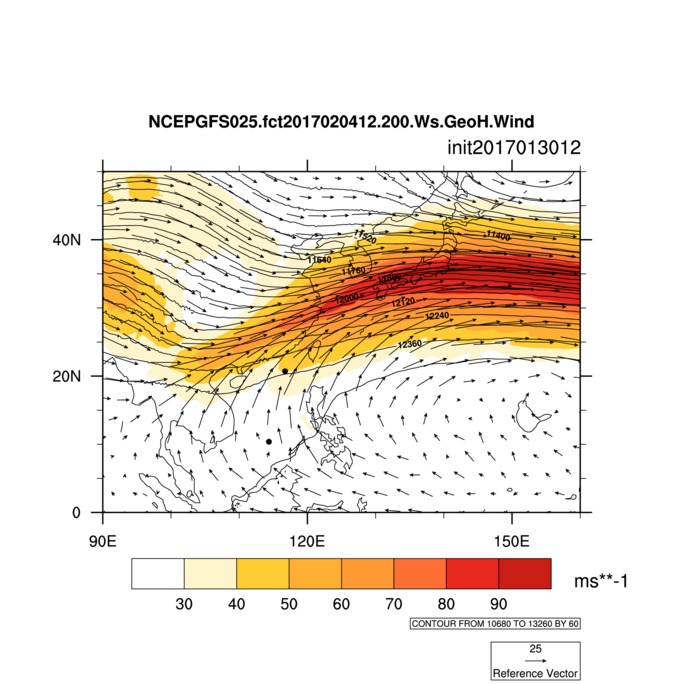 NCEPGFS025.fct2017020412.200.Ws.GeoH.Wind
init2017013012
40N
20N
0
90E 120E 150E
11520
11400
11640
11760
11880
12000
12120
12240
12360
30 40 50 60 70 80 90
ms**-1
CONTOUR FROM 10680 TO 13260 BY 60
25
Reference Vector